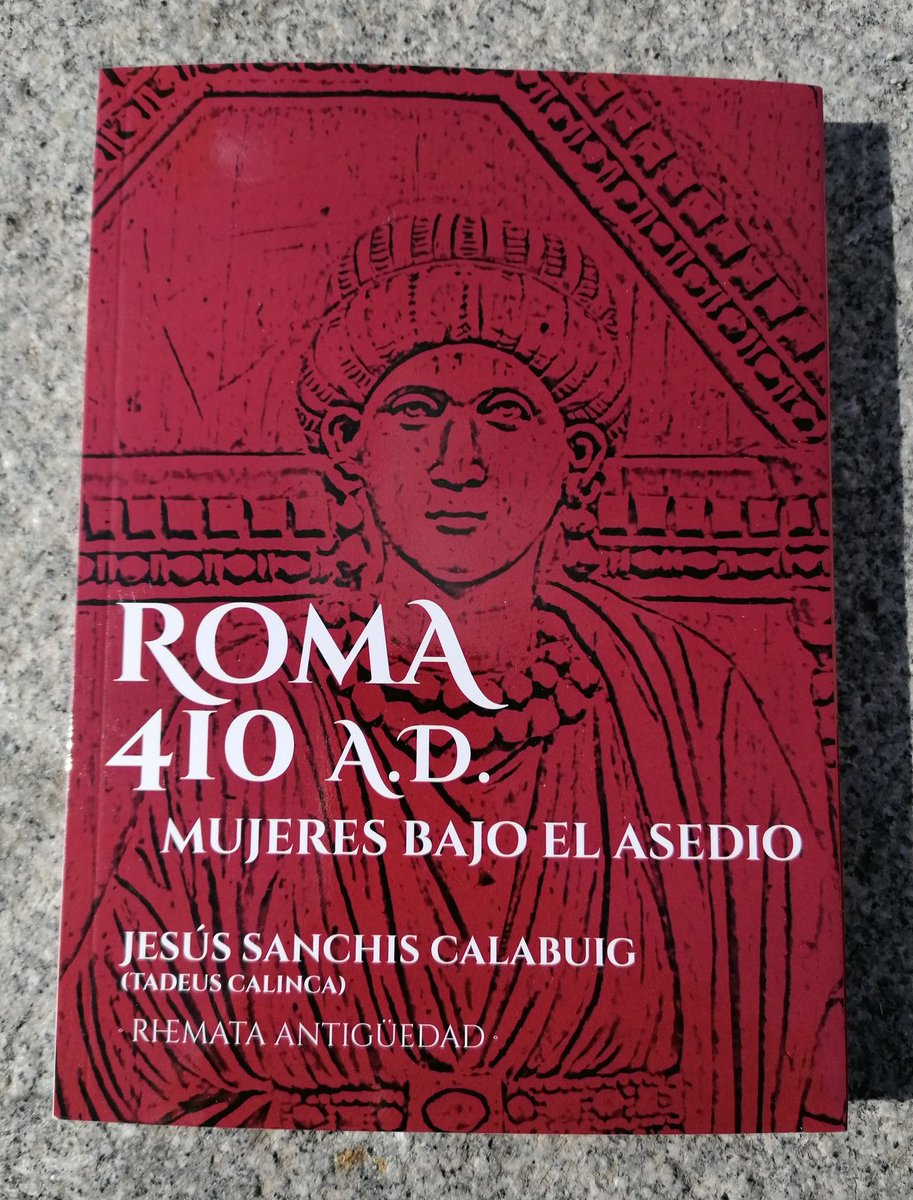 ROMA
410 A.D.
MUJERES BAJO EL ASEDIO
JESÚS SANCHIS CALABUIG
(TADEUS CALINCA)
· RHEMATA ANTIGÜEDAD ·